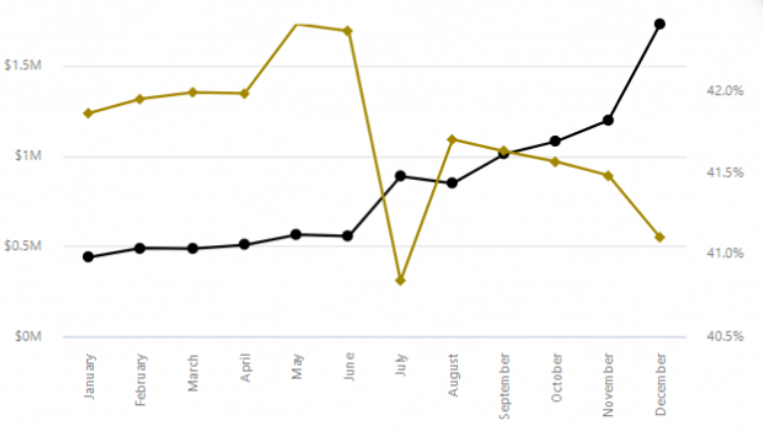 $1.5M
$1M
$0.5M
$0M
42.0%
41.5%
41.0%
40.5%
January
February
March
April
May
June
July
August
September
October
November
December